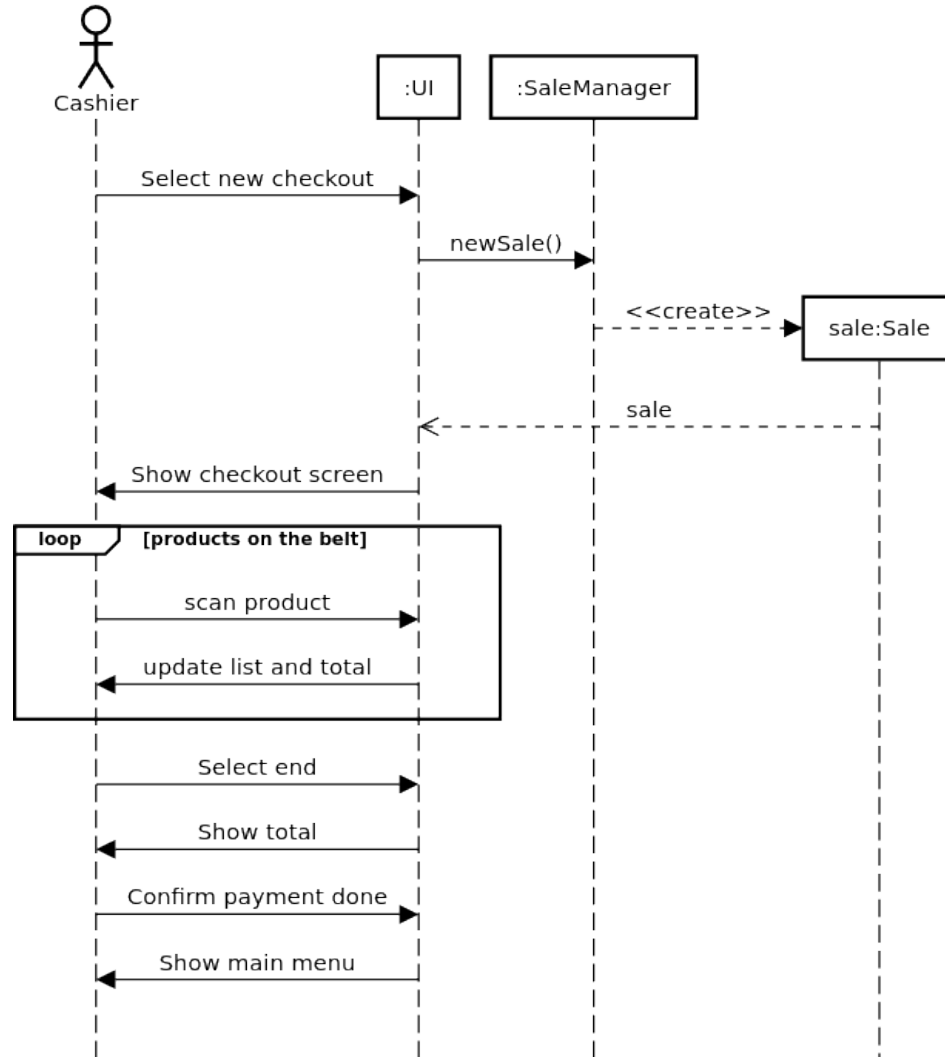 Cashier
:UI
:SaleManager
Select new checkout
newSale()
<<create>>
sale:Sale
sale
Show checkout screen
loop
[products on the belt]
scan product
update list and total
Select end
Show total
Confirm payment done
Show main menu